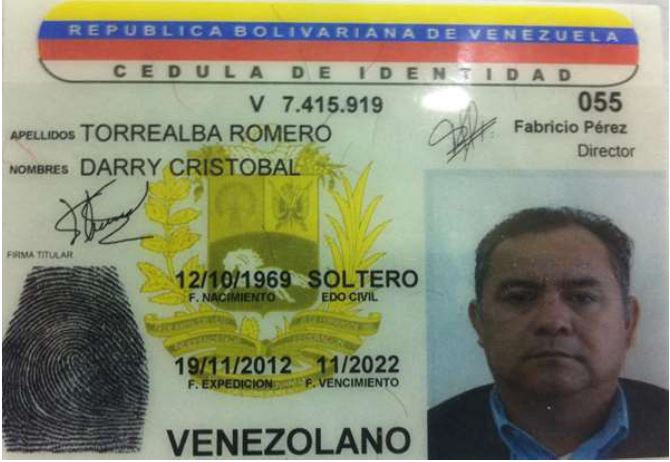 REPUBLICA BOLIVARIANA DE VENEZUELA
CEDULA DE IDENTIDAD
V 7.415.919
055
APELLIDOS TORREALBA ROMERO
Fabricio Pérez
Director
NOMBRES DARRY CRISTOBAL
FIRMA TITULAR
12/10/1969 SOLTERO
F. NACIMIENTO EDO CIVIL
19/11/2012 11/2022
F. EXPEDICION F. VENCIMIENTO
VENEZOLANO